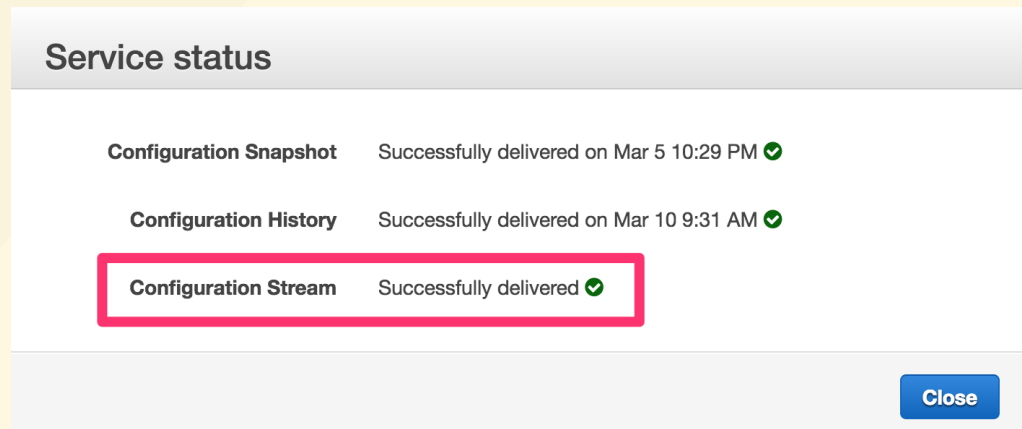 Service status
Configuration Snapshot Successfully delivered on Mar 5 10:29 PM
Configuration History Successfully delivered on Mar 10 9:31 AM
Configuration Stream Successfully delivered
Close